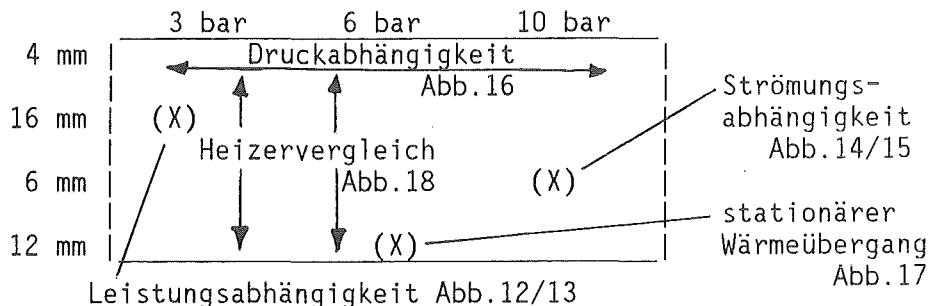 3 bar 6 bar 10 bar
4 mm Druckabhängigkeit
Abb.16
Strömungs-
16 mm (X) abhängigkeit
Heizervergleich Abb.14/15
6 mm Abb.18 (X)
stationärer
12 mm (X) Wärmeübergang
Abb.17
Leistungsabhängigkeit Abb.12/13